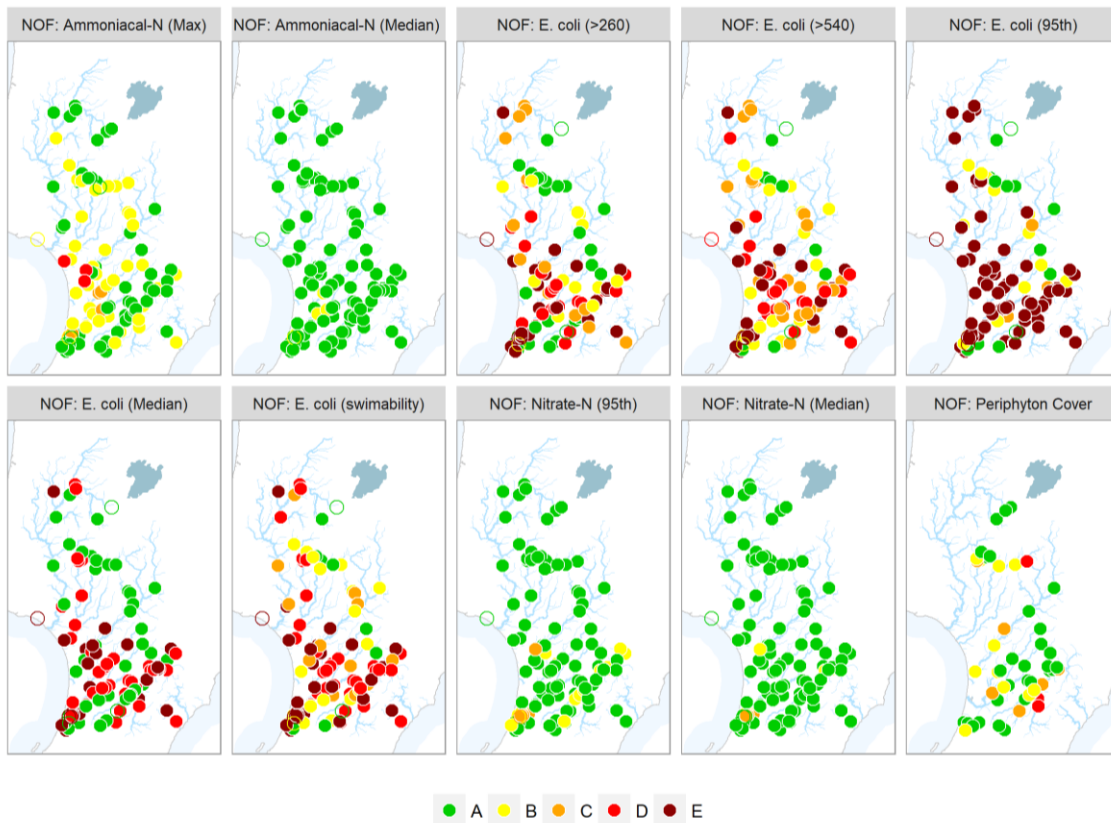 NOF: Ammoniacal-N (Max)
NOF: Ammoniacal-N (Median)
NOF: E. coli (>260)
NOF: E. coli (>540)
NOF: E. coli (95th)
NOF: E. coli (Median)
NOF: E. coli (swimability)
NOF: Nitrate-N (95th)
NOF: Nitrate-N (Median)
NOF: Periphyton Cover
A B C D E